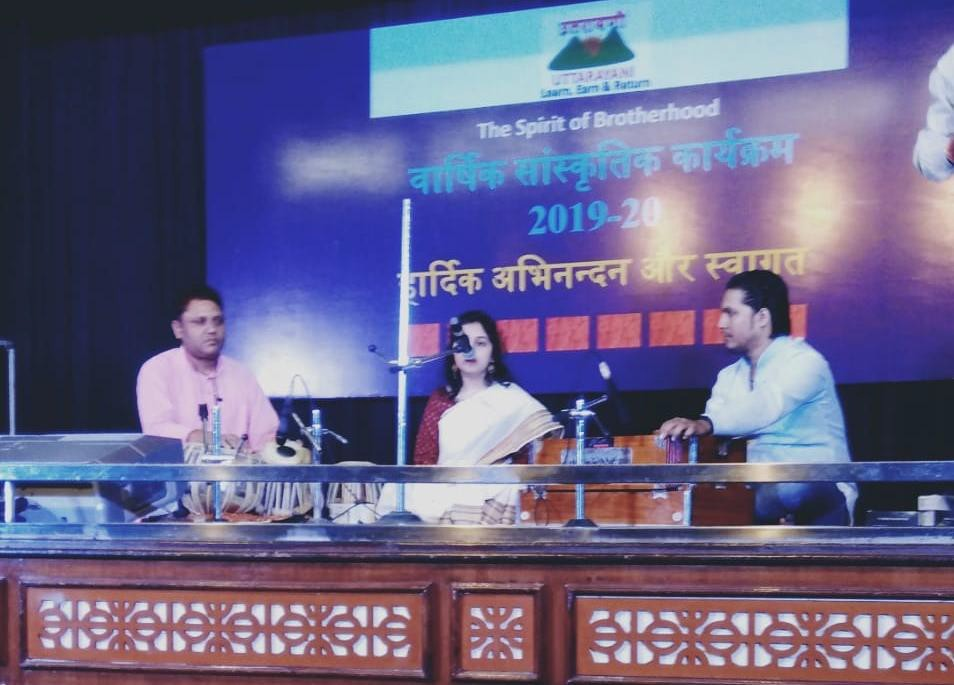 उत्तरायणी
UTTARAYANI
Learn, Earn & Return
The Spirit of Brotherhood
वार्षिक सांस्कृतिक कार्यक्रम
2019-20
हार्दिक अभिनन्दन और स्वागत